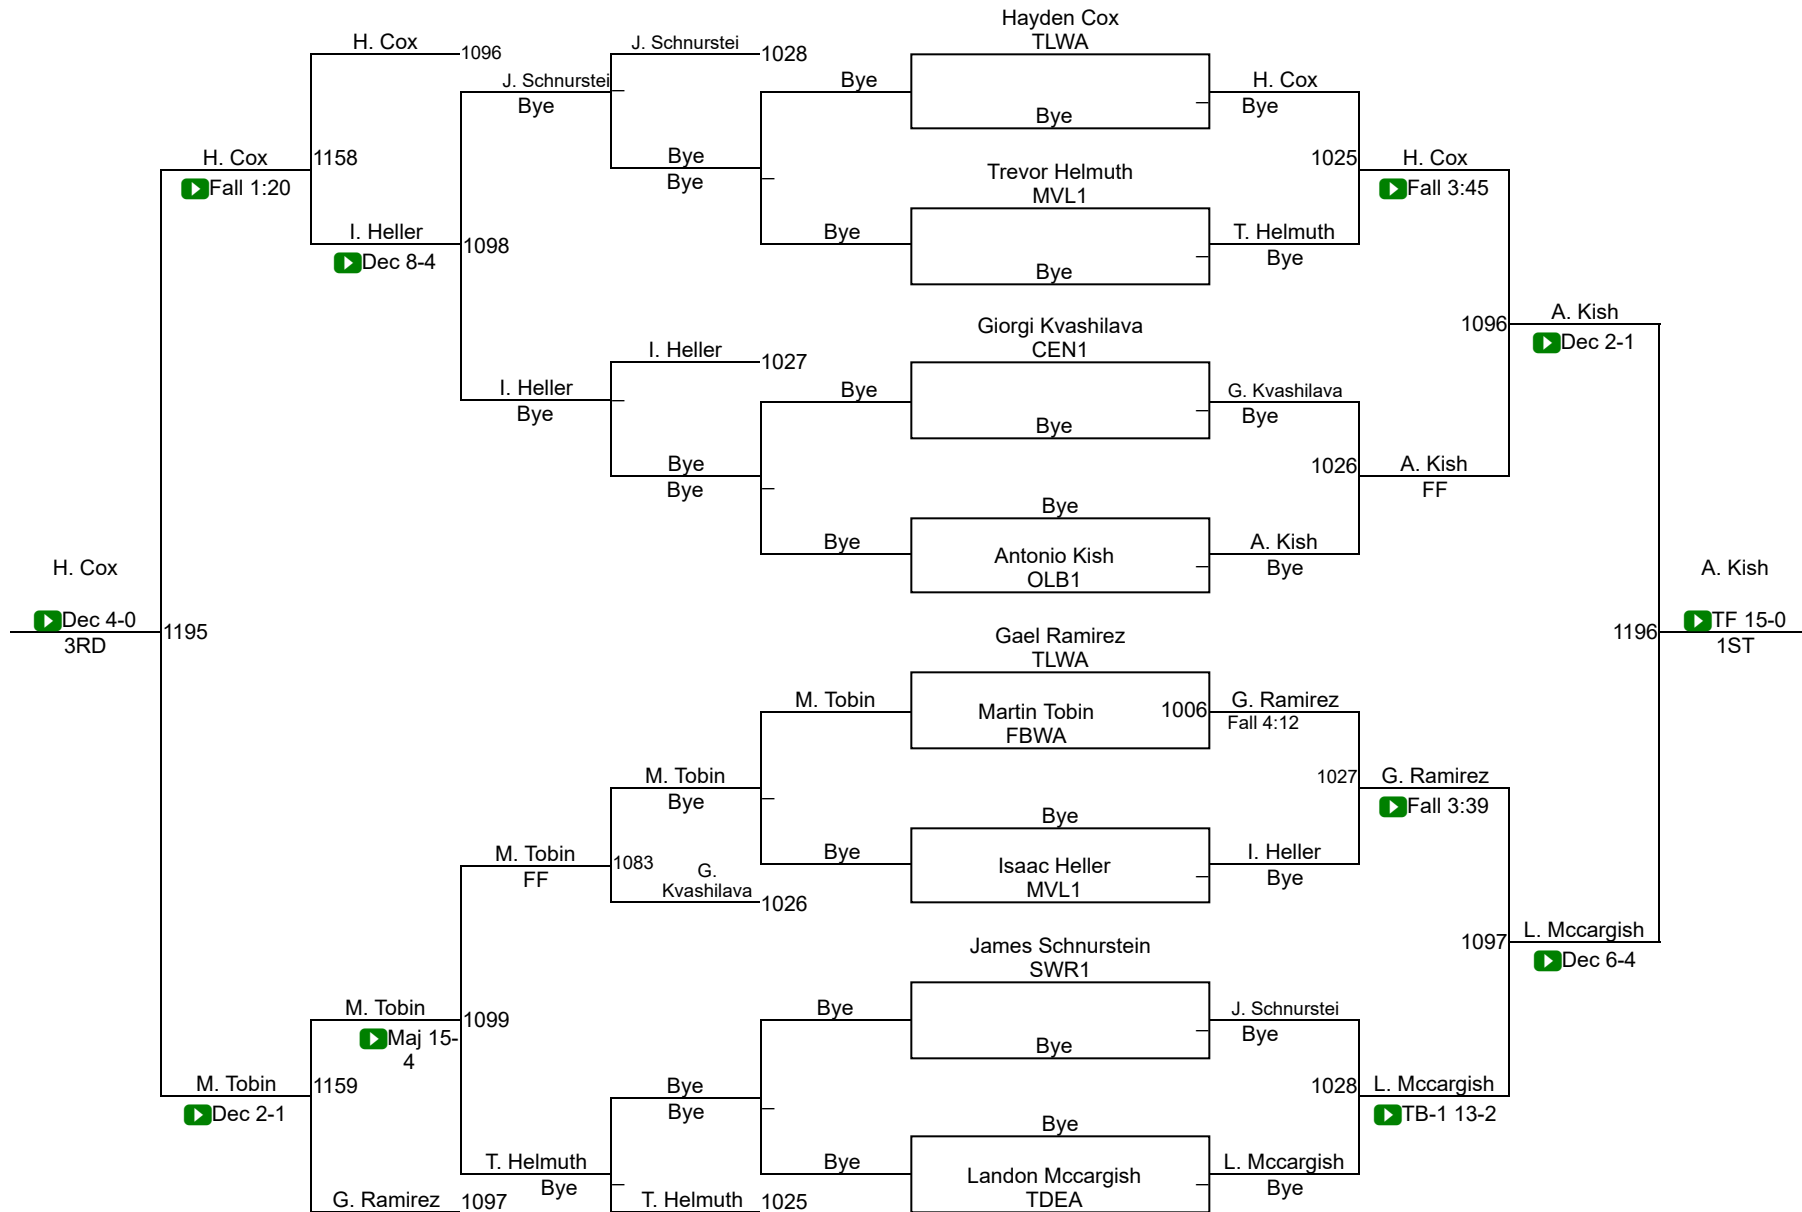 Hayden Cox
TLWA
Bye
Trevor Helmuth
MVL1
Bye
Giorgi Kvashilava
CEN1
Bye
Bye
Antonio Kish
OLB1
Gael Ramirez
TLWA
Martin Tobin
FBWA
1006
Bye
Isaac Heller
MVL1
James Schnurstein
SWR1
Bye
Bye
Landon Mccargish
TDEA
H. Cox
Bye
T. Helmuth
Bye
G. Kvashilava
Bye
A. Kish
Bye
G. Ramirez
Fall 4:12
I. Heller
Bye
J. Schnurstei
Bye
L. Mccargish
Bye
1025
H. Cox
Fall 3:45
1026
A. Kish
FF
1027
G. Ramirez
Fall 3:39
1028
L. Mccargish
TB-1 13-2
1096
A. Kish
Dec 2-1
1097
L. Mccargish
Dec 6-4
A. Kish
1196
TF 15-0
1ST
Bye
Bye
Bye
Bye
M. Tobin
Bye
Bye
Bye
J. Schnurstei
1028
Bye
Bye
I. Heller
1027
Bye
Bye
M. Tobin
Bye
G.
Kvashilava
1026
Bye
Bye
T. Helmuth
1025
J. Schnurstei
Bye
I. Heller
Bye
M. Tobin
FF
1083
T. Helmuth
Bye
H. Cox
1096
I. Heller
Dec 8-4
1098
M. Tobin
Maj 15-
4
1099
G. Ramirez
1097
H. Cox
Fall 1:20
1158
M. Tobin
Dec 2-1
1159
H. Cox
Dec 4-0
3RD
1195